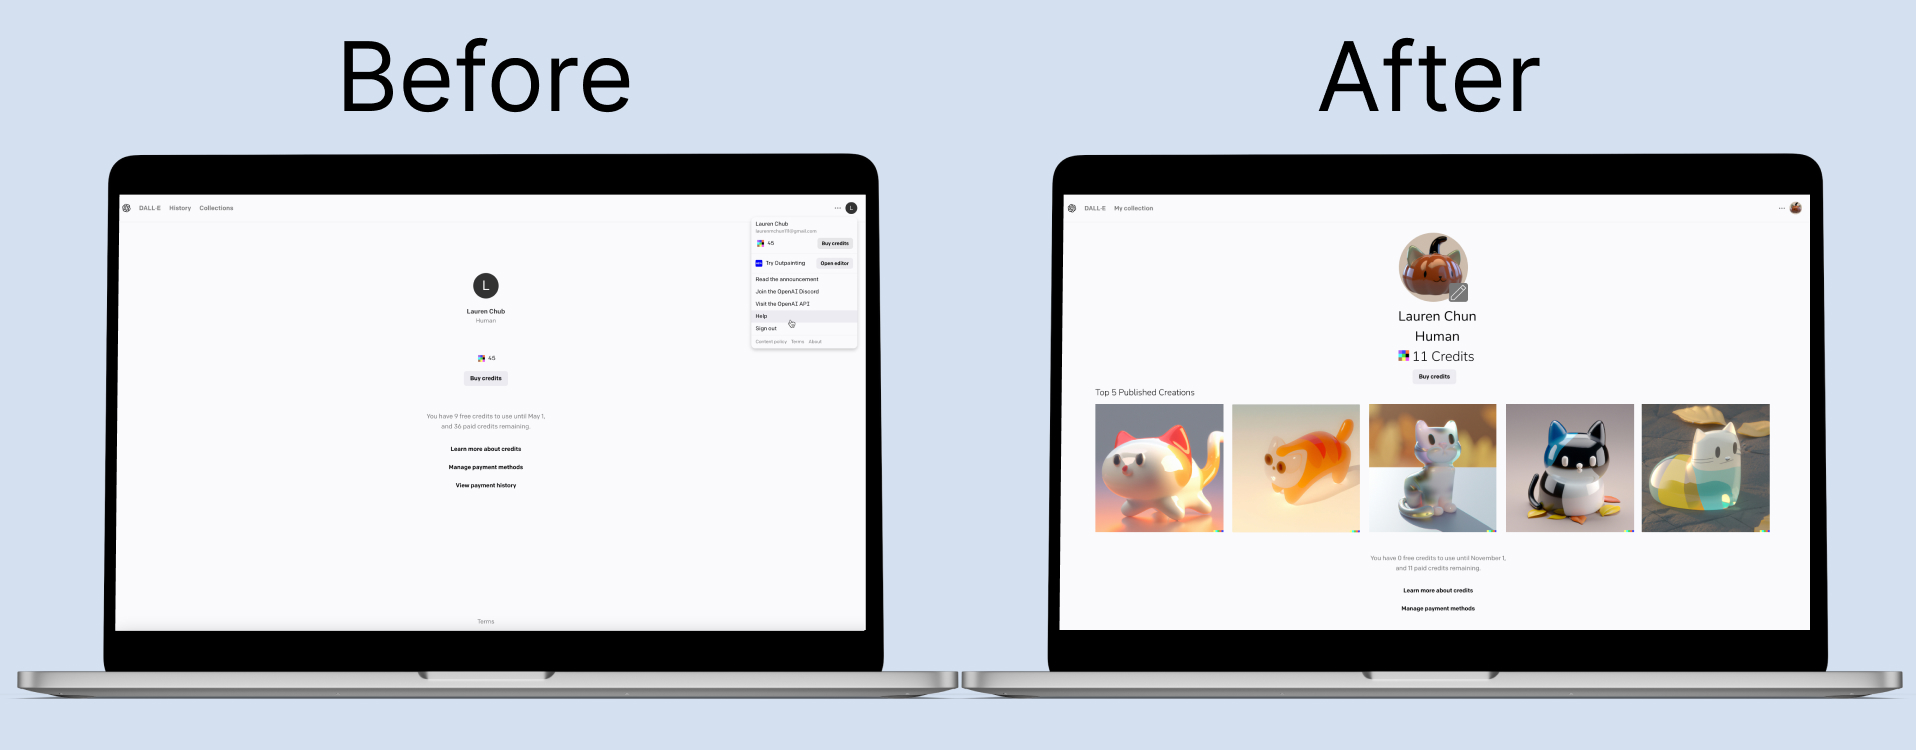 Before
After
DALL·E History Collections
L
Lauren Chub
45
Buy credits
Try Outpainting
Open editor
Read the announcement
Join the OpenAI Discord
Visit the OpenAI API
Help
Sign out
Content policy Terms About
L
Lauren Chub
Human
45
Buy credits
You have 9 free credits to use until May 1,
and 36 paid credits remaining.
Learn more about credits
Manage payment methods
View payment history
Terms
DALL·E My collection
Lauren Chun
Human
11 Credits
Buy credits
Top 5 Published Creations
You have 0 free credits to use until November 1,
and 11 paid credits remaining.
Learn more about credits
Manage payment methods